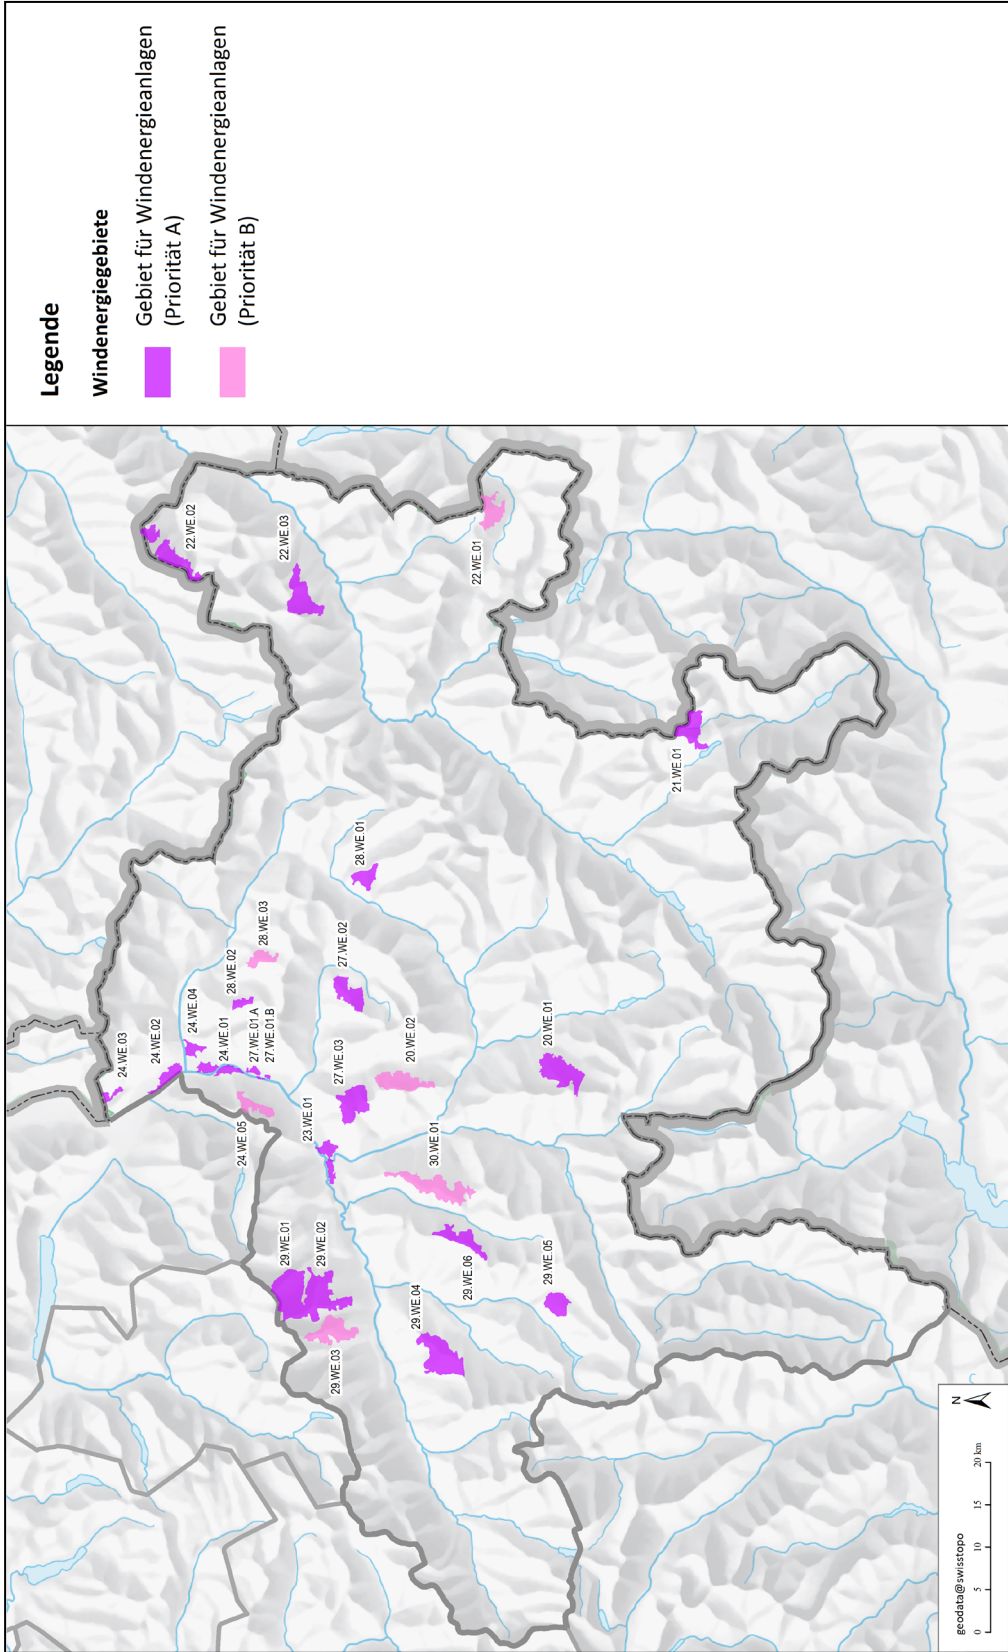 Legende
Windenergiegebiete
Gebiet für Windenergieanlagen
(Priorität A)
Gebiet für Windenergieanlagen
(Priorität B)
24.WE.03
24.WE.02
24.WE.04
24.WE.01
27.WE.01.A
27.WE.01.B
28.WE.02
28.WE.03
24.WE.05
23.WE.01
27.WE.03
27.WE.02
28.WE.01
22.WE.02
22.WE.03
22.WE.01
21.WE.01
20.WE.02
20.WE.01
30.WE.01
29.WE.01
29.WE.02
29.WE.03
29.WE.04
29.WE.06
29.WE.05
geodata@swisstopo
N
0 5 10 15 20 km